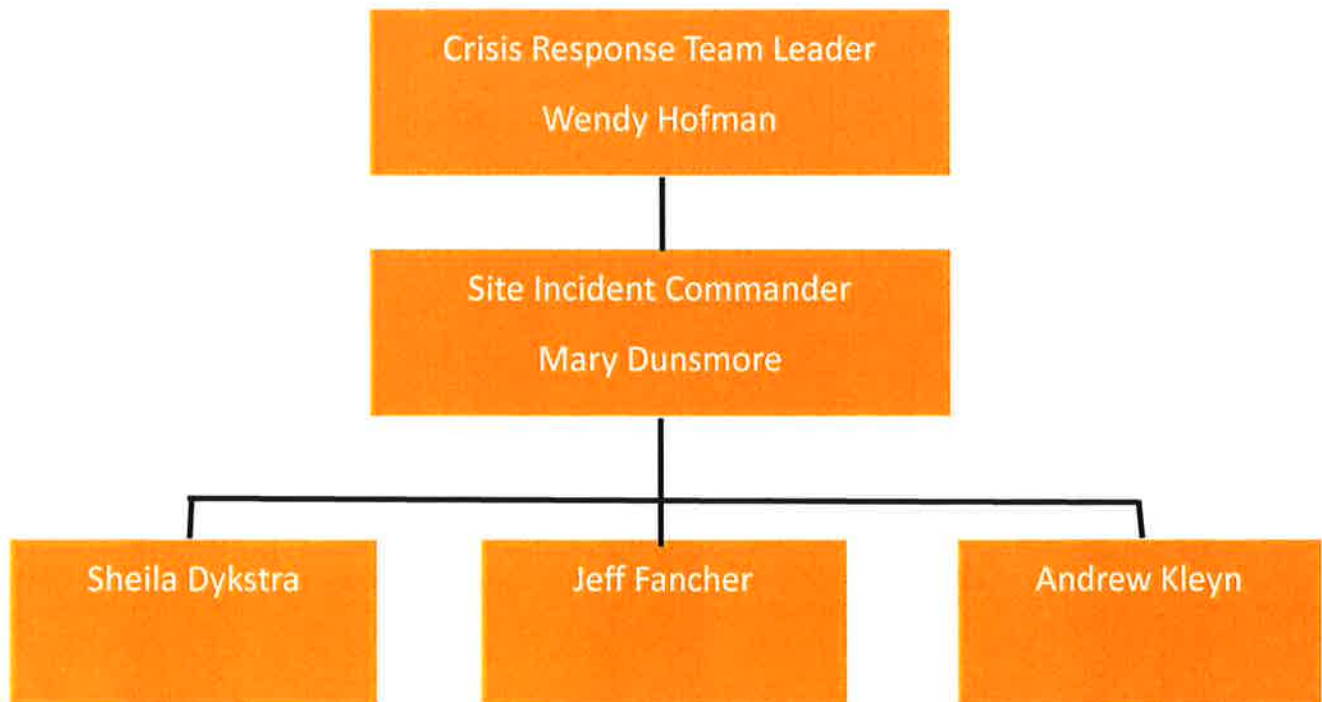 Crisis Response Team Leader
Wendy Hofman
Site Incident Commander
Mary Dunsmore
Sheila Dykstra
Jeff Fancher
Andrew Kleyn